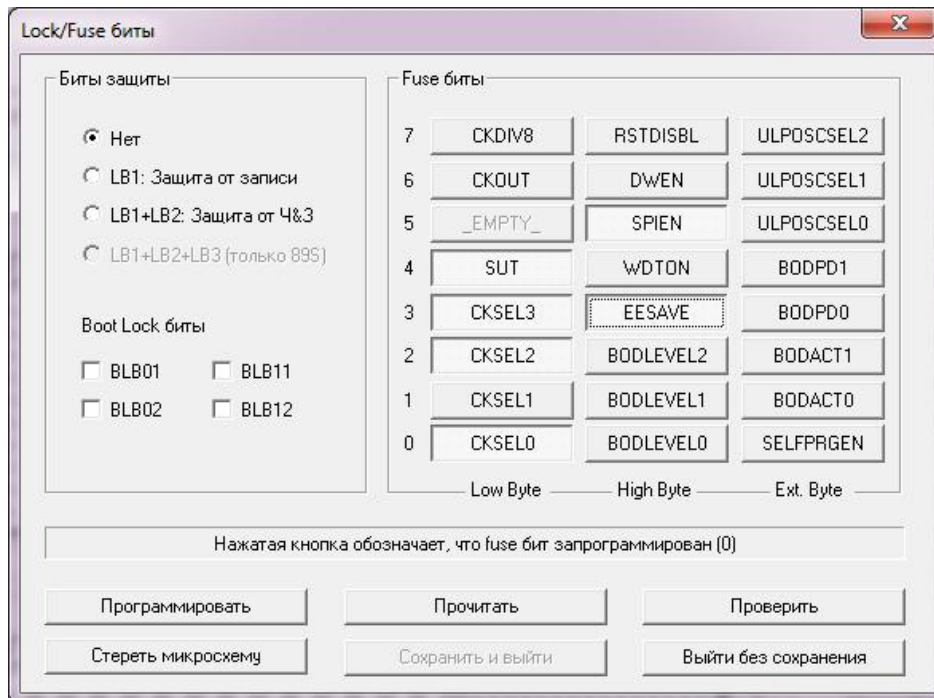 Lock/Fuse биты
Биты защиты
Нет
LB1: Защита от записи
LB1+LB2: Защита от Ч&З
LB1+LB2+LB3 (только 89S)
Boot Lock биты
BLB01 BLB11
BLB02 BLB12
Fuse биты
7 CKDIV8 RSTDISBL ULPOSCSEL2
6 CKOUT DWEN ULPOSCSEL1
5 _EMPTY_ SPIEN ULPOSCSEL0
4 SUT WDTON BODPD1
3 CKSEL3 EESAVE BODPD0
2 CKSEL2 BODLEVEL2 BODACT1
1 CKSEL1 BODLEVEL1 BODACT0
0 CKSEL0 BODLEVEL0 SELFPRGEN
Low Byte High Byte Ext. Byte
Нажатая кнопка обозначает, что fuse бит запрограммирован (0)
Программировать Прочитать Проверить
Стереть микросхему Сохранить и выйти Выйти без сохранения